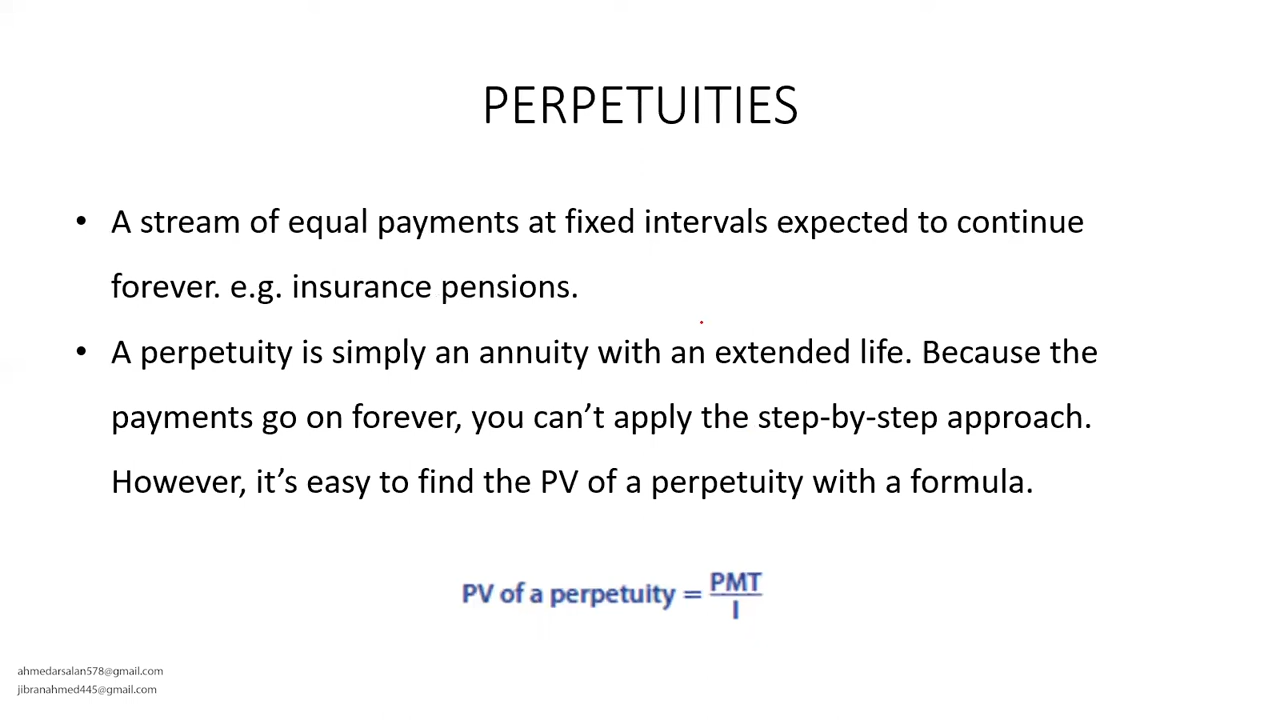 PERPETUITIES
• A stream of equal payments at fixed intervals expected to continue
forever. e.g. insurance pensions.
• A perpetuity is simply an annuity with an extended life. Because the
payments go on forever, you can’t apply the step-by-step approach.
However, it’s easy to find the PV of a perpetuity with a formula.
PV of a perpetuity = PMT
I
ahmedarsalan578@gmail.com
jibranahmed445@gmail.com